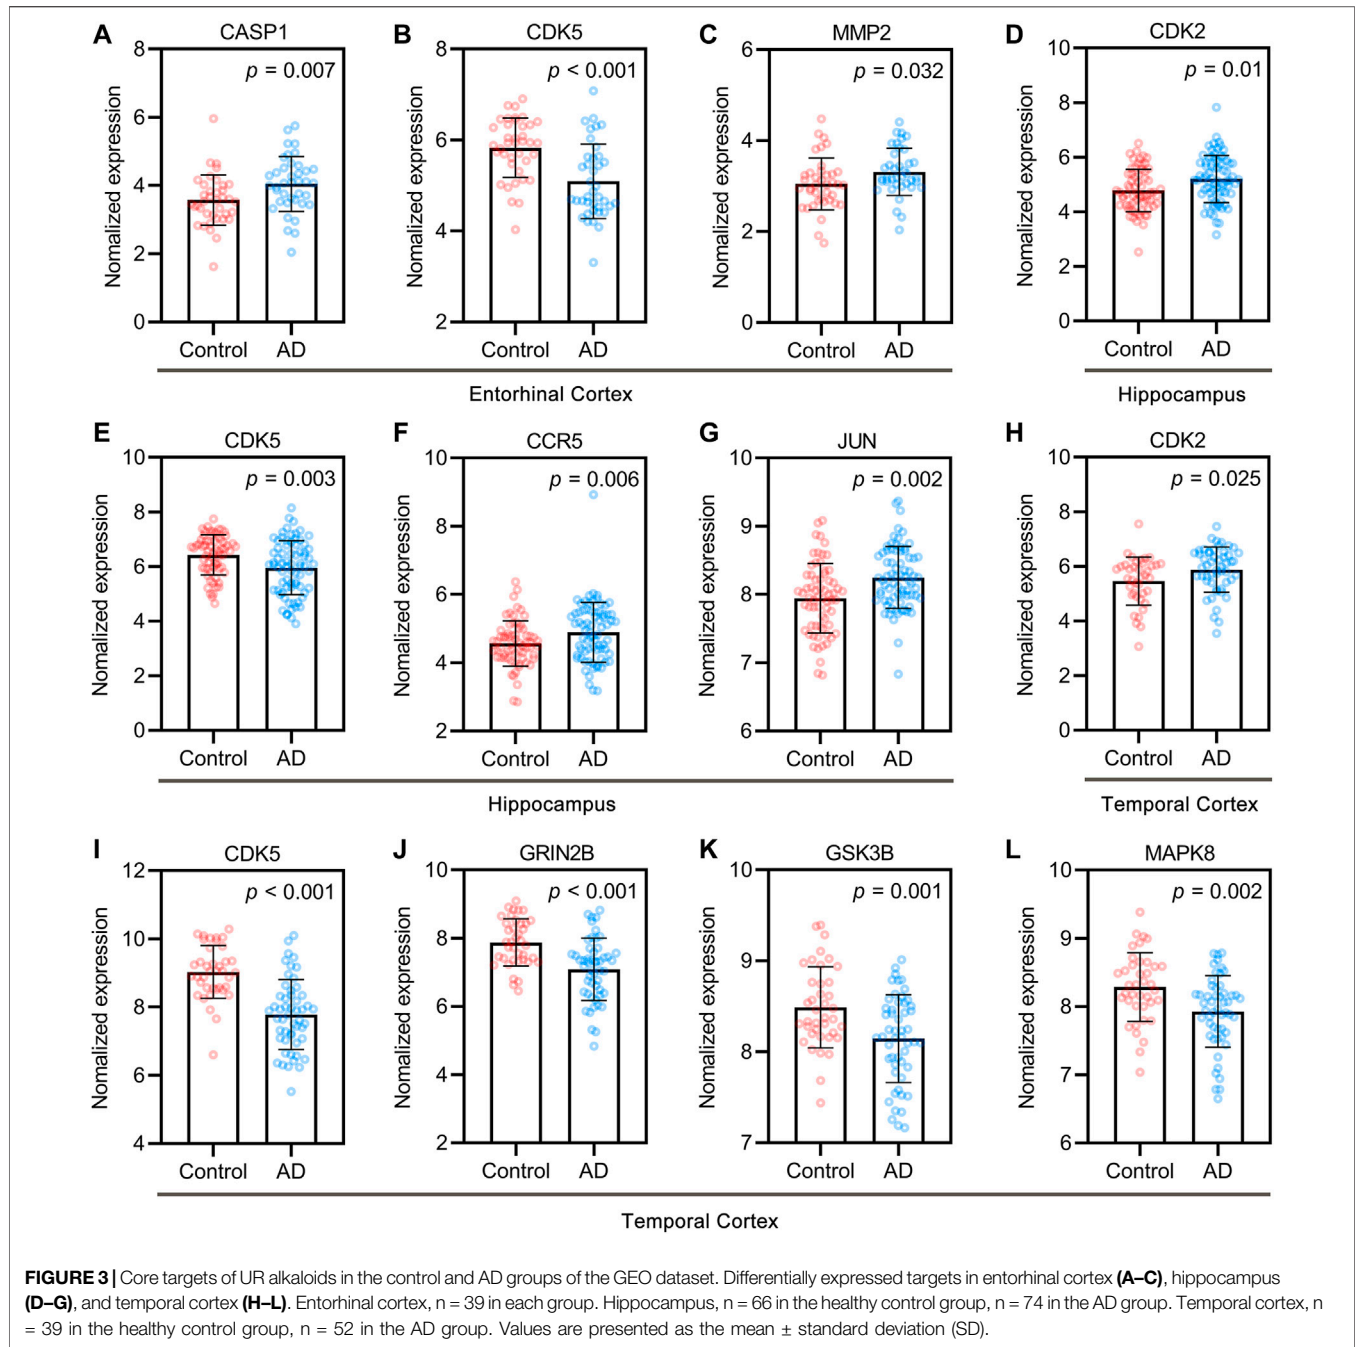 A CASP1
p = 0.007
Nomalized expression
8
6
4
2
0
Control AD
B CDK5
p < 0.001
Nomalized expression
8
6
4
2
Control AD
C MMP2
p = 0.032
Nomalized expression
6
4
2
0
Control AD
Entorhinal Cortex
D CDK2
p = 0.01
Nomalized expression
10
8
6
4
2
0
Control AD
Hippocampus
E CDK5
p = 0.003
Nomalized expression
10
8
6
4
2
0
Control AD
F CCR5
p = 0.006
Nomalized expression
10
8
6
4
2
Control AD
G JUN
p = 0.002
Nomalized expression
10
9
8
7
6
Control AD
Hippocampus
H CDK2
p = 0.025
Nomalized expression
10
8
6
4
2
0
Control AD
Temporal Cortex
I CDK5
p < 0.001
Nomalized expression
12
10
8
6
4
Control AD
J GRIN2B
p < 0.001
Nomalized expression
10
8
6
4
2
Control AD
K GSK3B
p = 0.001
Nomalized expression
10
9
8
7
Control AD
L MAPK8
p = 0.002
Nomalized expression
10
9
8
7
6
Control AD
Temporal Cortex
FIGURE 3 | Core targets of UR alkaloids in the control and AD groups of the GEO dataset. Differentially expressed targets in entorhinal cortex (A–C), hippocampus
(D–G), and temporal cortex (H–L). Entorhinal cortex, n = 39 in each group. Hippocampus, n = 66 in the healthy control group, n = 74 in the AD group. Temporal cortex, n
= 39 in the healthy control group, n = 52 in the AD group. Values are presented as the mean ± standard deviation (SD).